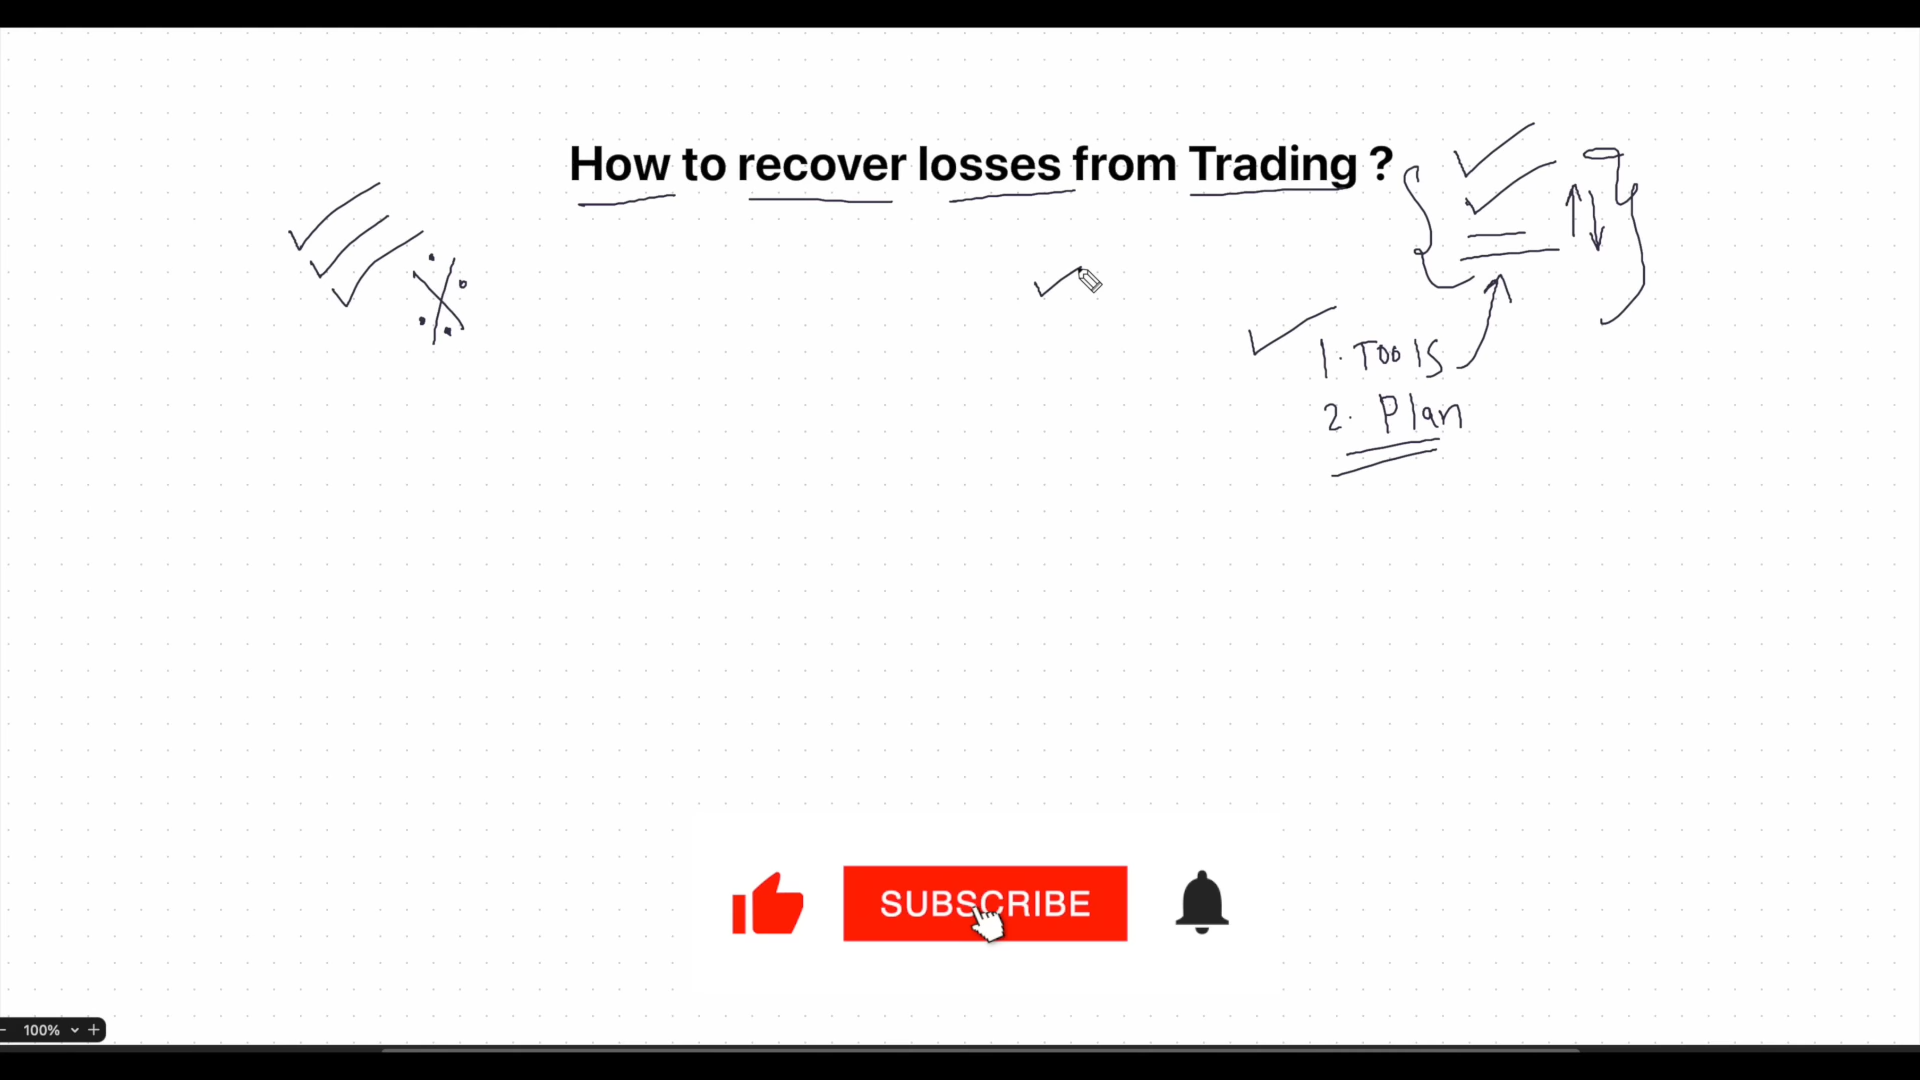 How to recover losses from Trading ?
1. Tools
2. Plan
SUBSCRIBE
100%